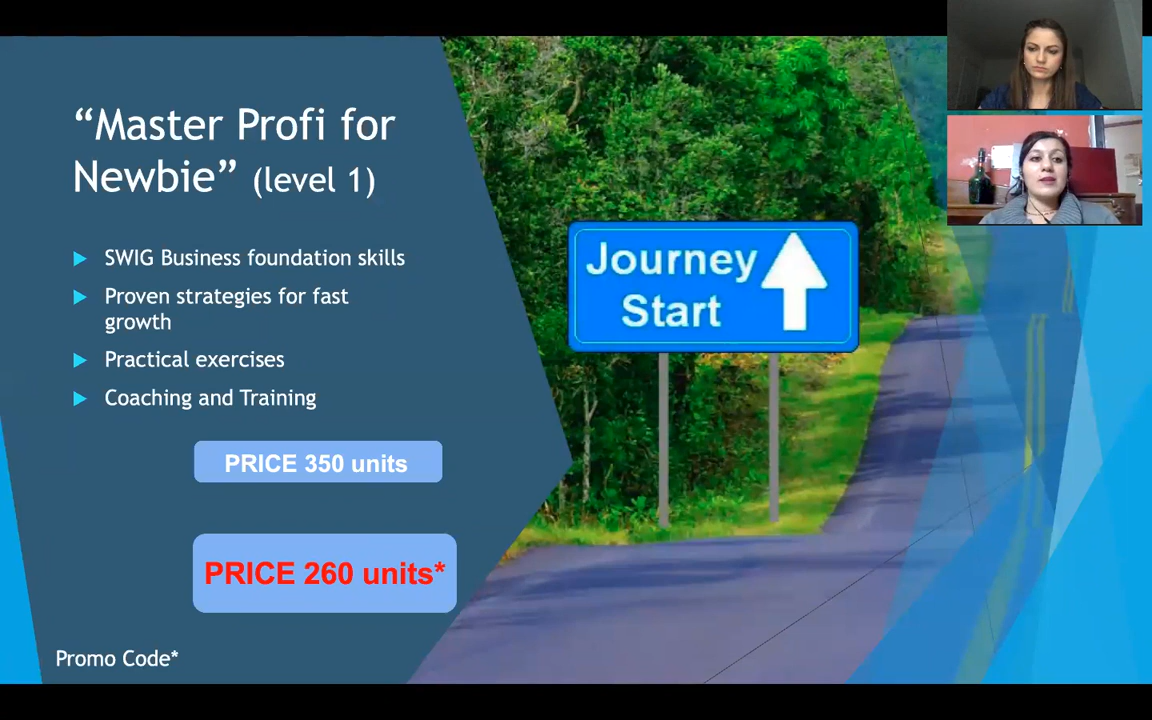 “Master Profi for
Newbie” (level 1)
SWIG Business foundation skills
Proven strategies for fast
growth
Practical exercises
Coaching and Training
PRICE 350 units
PRICE 260 units*
Promo Code*
Journey
Start